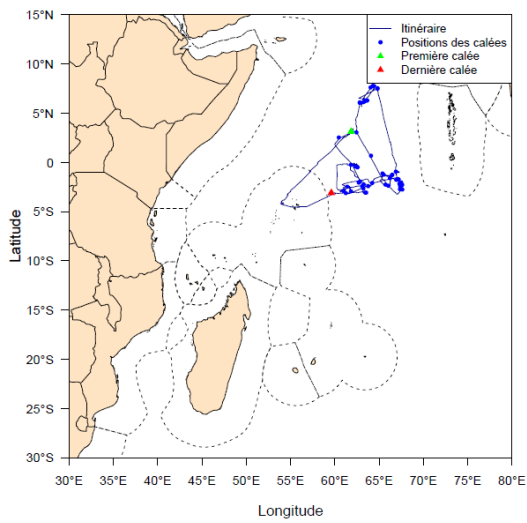 Itinéraire
Positions des calées
Première calée
Dernière calée
15°N
10°N
5°N
0
5°S
10°S
15°S
20°S
25°S
30°S
Latitude
30°E 35°E 40°E 45°E 50°E 55°E 60°E 65°E 70°E 75°E 80°E
Longitude